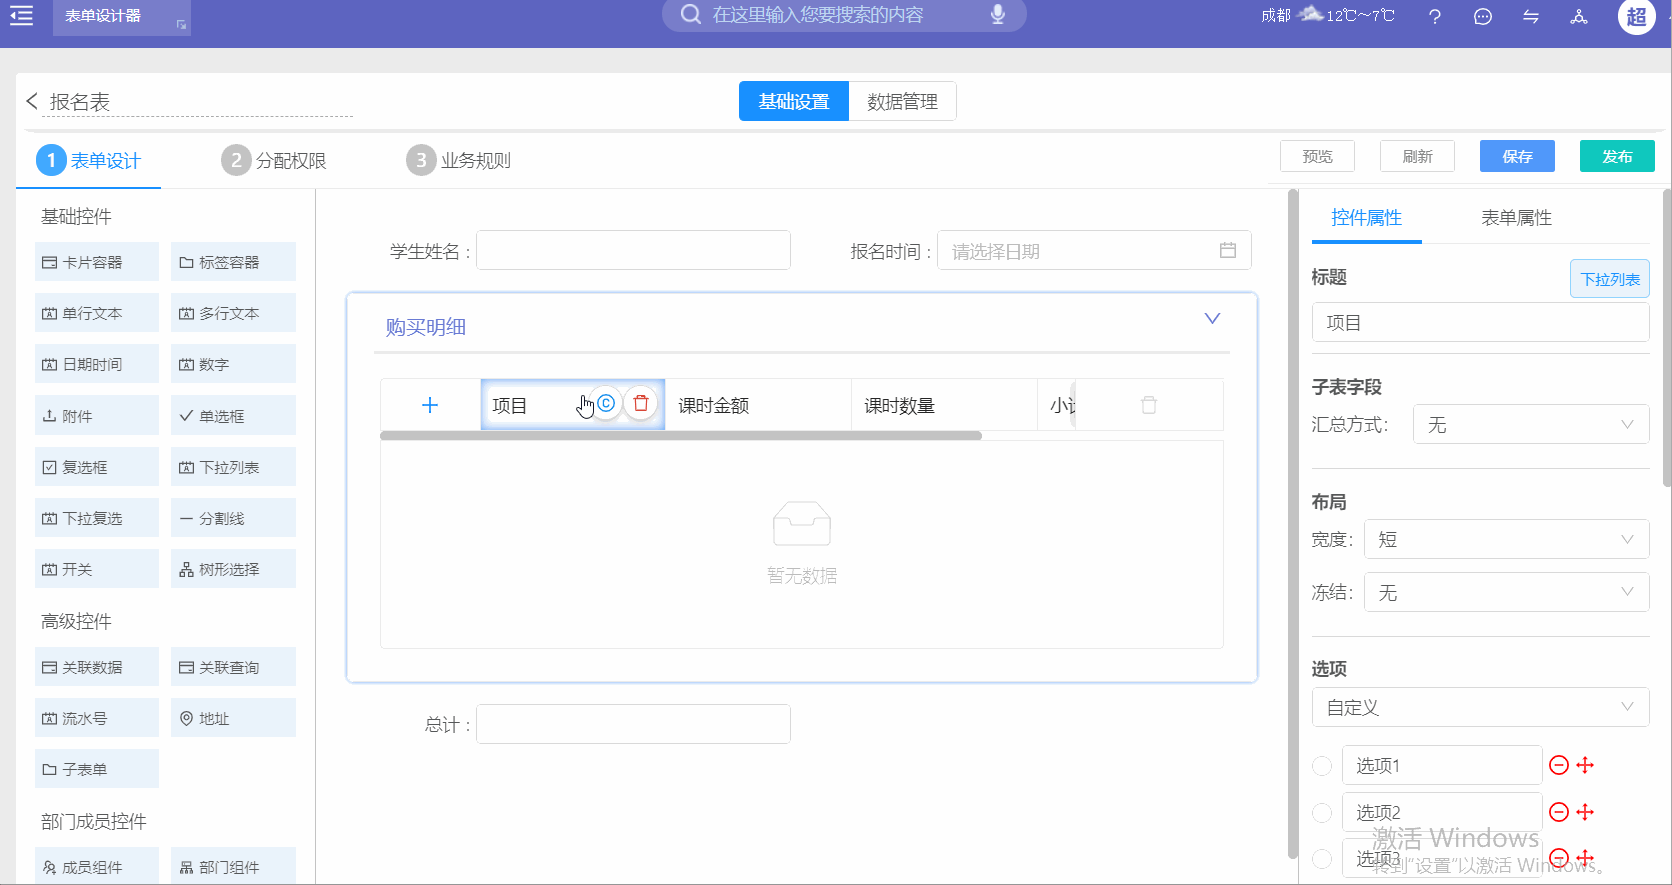 表单设计器
在这里输入您要搜索的内容
成都 12℃~7℃
?
超
报名表
基础设置 数据管理
1 表单设计 2 分配权限 3 业务规则
预览 刷新 保存 发布
基础控件
卡片容器 标签容器
单行文本 多行文本
日期时间 数字
附件 单选框
复选框 下拉列表
下拉复选 分割线
开关 树形选择
高级控件
关联数据 关联查询
流水号 地址
子表单
部门成员控件
成员组件 部门组件
学生姓名 :
报名时间 : 请选择日期
购买明细
项目 课时金额 课时数量
暂无数据
总计 :
控件属性 表单属性
标题 下拉列表
项目
子表字段
汇总方式: 无
布局
宽度: 短
冻结: 无
选项
自定义
选项1
选项2
选项3
激活 Windows
转到"设置"以激活 Windows。